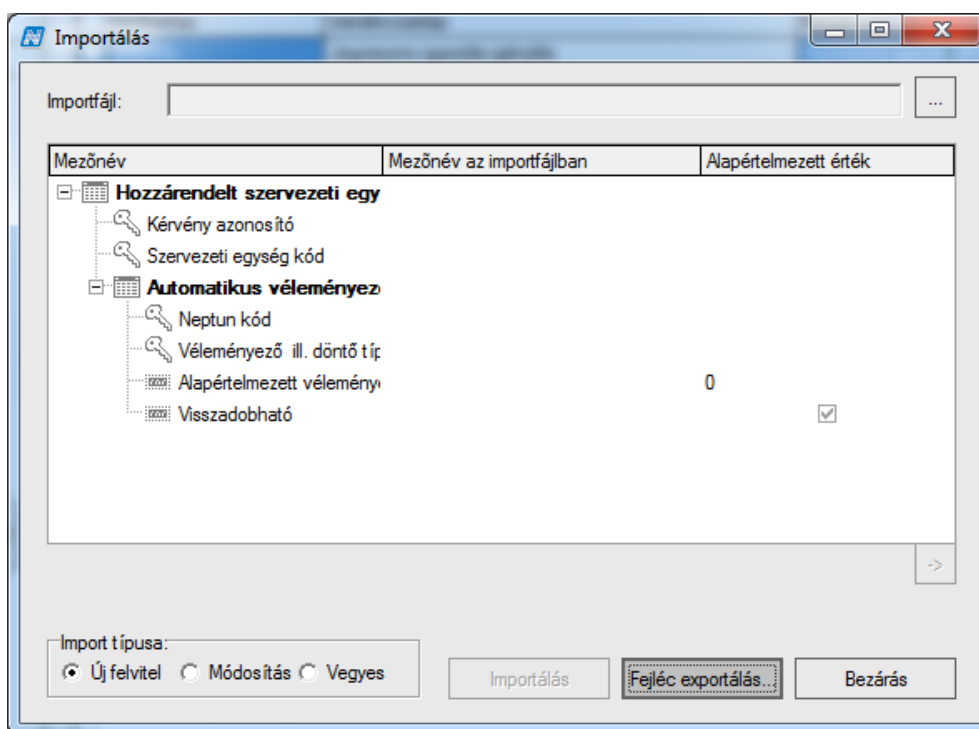 Importálás
Importfájl:
...
Mezőnév Mezőnév az importfájlban Alapértelmezett érték
Hozzárendelt szervezeti egy
Kérvény azonosító
Szervezeti egység kód
Automatikus véleményez
Neptun kód
Véleményező ill. döntő típ
Alapértelmezett vélemény 0
Visszadobható
->
Import típusa:
Új felvitel Módosítás Vegyes
Importálás Fejléc exportálás... Bezárás